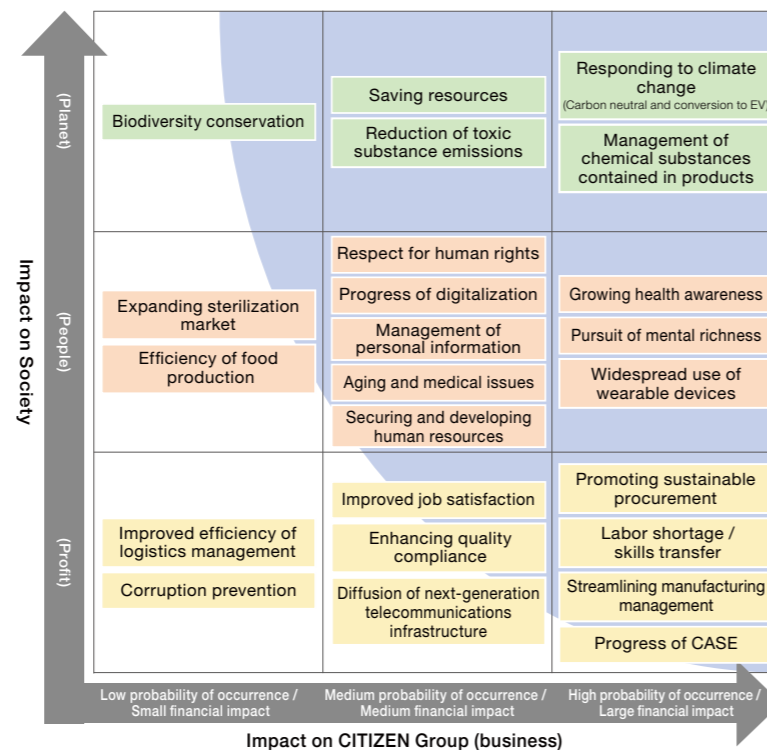 Impact on Society
(Planet)
Biodiversity conservation
Saving resources
Reduction of toxic
substance emissions
Responding to climate
change
(Carbon neutral and conversion to EV)
Management of
chemical substances
contained in products
(People)
Expanding sterilization
market
Efficiency of food
production
Respect for human rights
Progress of digitalization
Management of
personal information
Aging and medical issues
Securing and developing
human resources
Growing health awareness
Pursuit of mental richness
Widespread use of
wearable devices
(Profit)
Improved efficiency of
logistics management
Corruption prevention
Improved job satisfaction
Enhancing quality
compliance
Diffusion of next-generation
telecommunications
infrastructure
Promoting sustainable
procurement
Labor shortage /
skills transfer
Streamlining manufacturing
management
Progress of CASE
Low probability of occurrence /
Small financial impact
Medium probability of occurrence /
Medium financial impact
High probability of occurrence /
Large financial impact
Impact on CITIZEN Group (business)